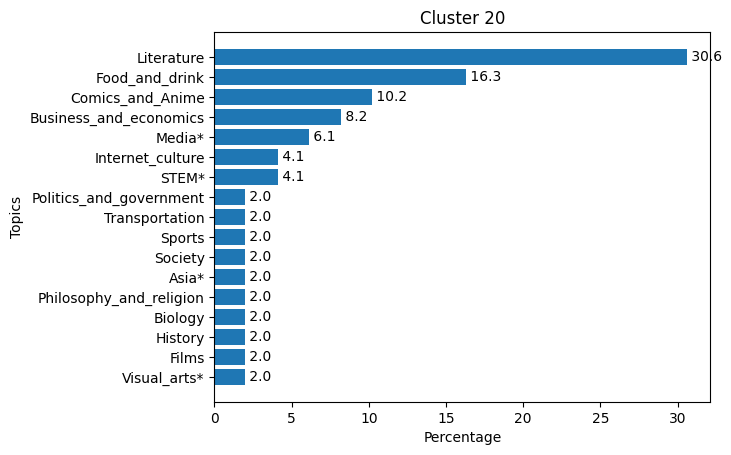 Cluster 20
Topics
Literature 30.6
Food_and_drink 16.3
Comics_and_Anime 10.2
Business_and_economics 8.2
Media* 6.1
Internet_culture 4.1
STEM* 4.1
Politics_and_government 2.0
Transportation 2.0
Sports 2.0
Society 2.0
Asia* 2.0
Philosophy_and_religion 2.0
Biology 2.0
History 2.0
Films 2.0
Visual_arts* 2.0
0 5 10 15 20 25 30
Percentage